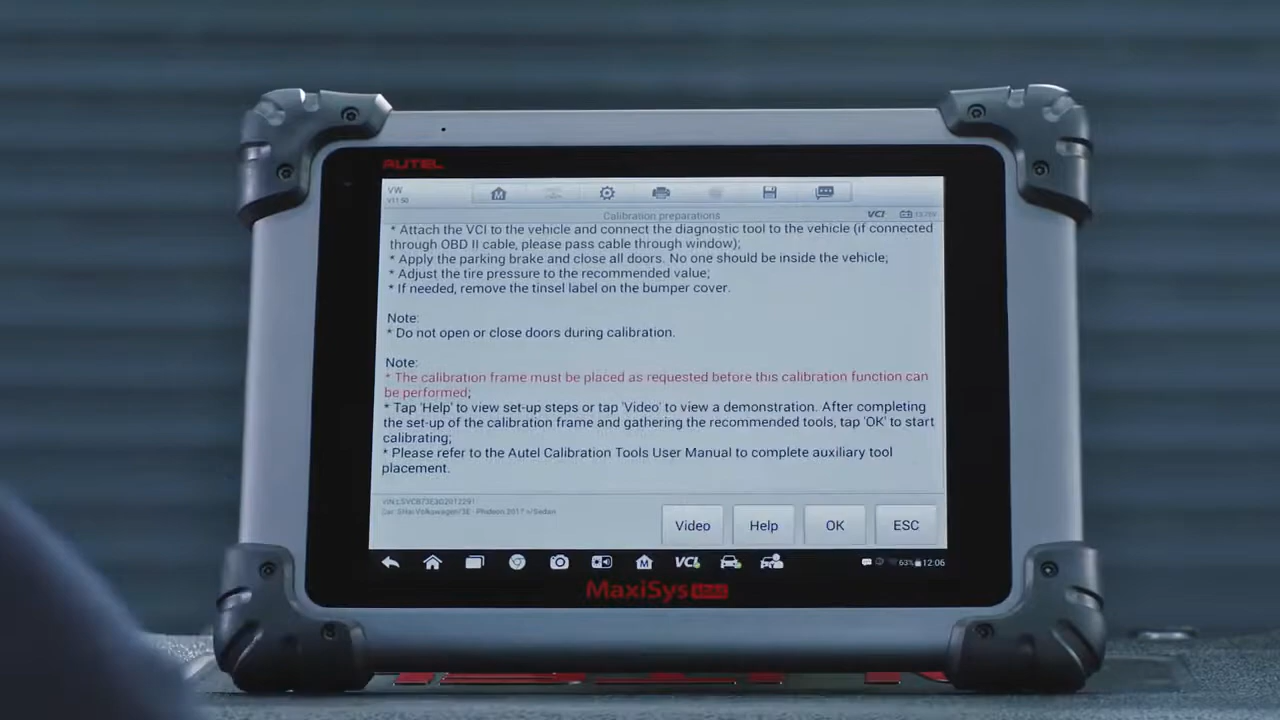 AUTEL
VW
V11.50
Calibration preparations
VCI
* Attach the VCI to the vehicle and connect the diagnostic tool to the vehicle (if connected
through OBD II cable, please pass cable through window);
* Apply the parking brake and close all doors. No one should be inside the vehicle;
* Adjust the tire pressure to the recommended value;
* If needed, remove the tinsel label on the bumper cover.
Note:
* Do not open or close doors during calibration.
Note:
* The calibration frame must be placed as requested before this calibration function can
be performed;
* Tap 'Help' to view set-up steps or tap 'Video' to view a demonstration. After completing
the set-up of the calibration frame and gathering the recommended tools, tap 'OK' to start
calibrating;
* Please refer to the Autel Calibration Tools User Manual to complete auxiliary tool
placement.
Video Help OK ESC
VCI
63% 12:06
MaxiSys